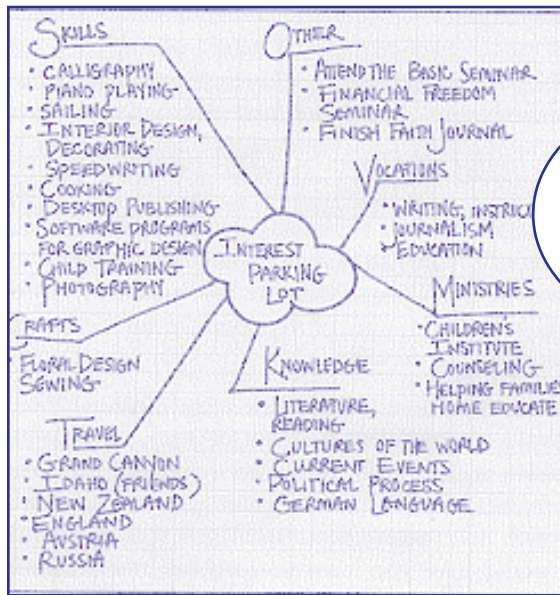 SKILLS
• CALLIGRAPHY
• PIANO PLAYING
• SAILING
• INTERIOR DESIGN,
DECORATING
• SPEEDWRITING
• COOKING
• DESKTOP PUBLISHING
• SOFTWARE PROGRAMS
FOR GRAPHIC DESIGN
• CHILD TRAINING
• PHOTOGRAPHY
OTHER
• ATTEND THE BASIC SEMINAR
• FINANCIAL FREEDOM
SEMINAR
• FINISH FAITH JOURNAL
VOCATIONS
• WRITING, INSTRUC
• JOURNALISM
• EDUCATION
INTEREST
PARKING
LOT
MINISTRIES
• CHILDREN'S
INSTITUTE
• COUNSELING
• HELPING FAMILIES
HOME EDUCATE
CRAFTS
FLORAL DESIGN
SEWING
KNOWLEDGE
• LITERATURE,
READING
• CULTURES OF THE WORLD
• CURRENT EVENTS
• POLITICAL PROCESS
• GERMAN LANGUAGE
TRAVEL
• GRAND CANYON
• IDAHO (FRIENDS)
• NEW ZEALAND
• ENGLAND
• AUSTRIA
• RUSSIA